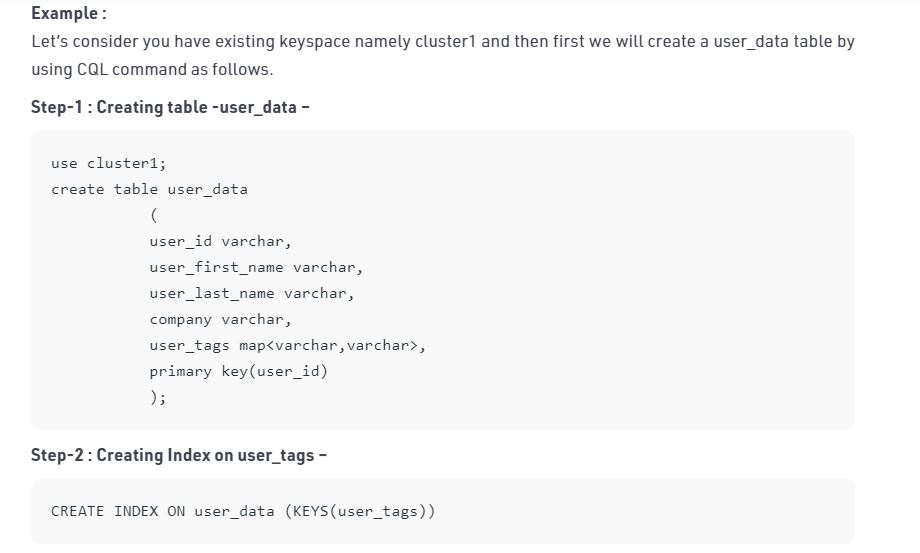 Example :
Let's consider you have existing keyspace namely cluster1 and then first we will create a user_data table by
using CQL command as follows.
Step-1 : Creating table -user_data –
use cluster1;
create table user_data
(
user_id varchar,
user_first_name varchar,
user_last_name varchar,
company varchar,
user_tags map<varchar,varchar>,
primary key(user_id)
);
Step-2 : Creating Index on user_tags –
CREATE INDEX ON user_data (KEYS(user_tags))